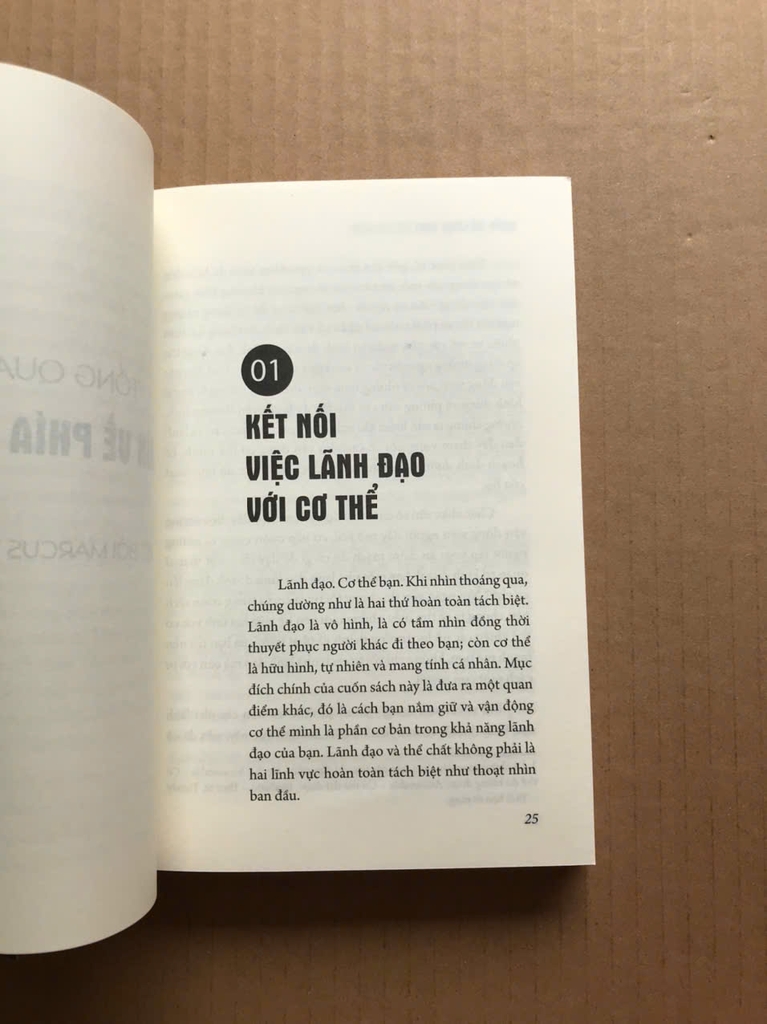 01
KẾT NỐI
VIỆC LÃNH ĐẠO
VỚI CƠ THỂ
Lãnh đạo. Cơ thể bạn. Khi nhìn thoáng qua,
chúng dường như là hai thứ hoàn toàn tách biệt.
Lãnh đạo là vô hình, là có tầm nhìn đồng thời
thuyết phục người khác đi theo bạn; còn cơ thể
là hữu hình, tự nhiên và mang tính cá nhân. Mục
đích chính của cuốn sách này là đưa ra một quan
điểm khác, đó là cách bạn nắm giữ và vận động
cơ thể mình là phần cơ bản trong khả năng lãnh
đạo của bạn. Lãnh đạo và thể chất không phải là
hai lĩnh vực hoàn toàn tách biệt như thoạt nhìn
ban đầu.
25